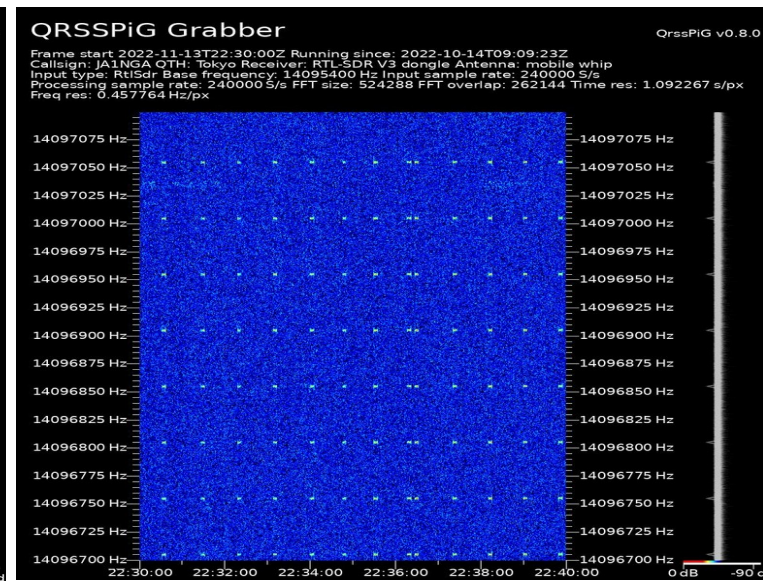 QRSSPiG Grabber
QrssPiG v0.8.0
Frame start 2022-11-13T22:30:00Z Running since: 2022-10-14T09:09:23Z
Callsign: JA1NGA QTH: Tokyo Receiver: RTL-SDR V3 dongle Antenna: mobile whip
Input type: RtlSdr Base frequency: 14095400 Hz Input sample rate: 240000 S/s
Processing sample rate: 240000 S/s FFT size: 524288 FFT overlap: 262144 Time res: 1.092267 s/px
Freq res: 0.457764 Hz/px
14097075 Hz 14097075 Hz
14097050 Hz 14097050 Hz
14097025 Hz 14097025 Hz
14097000 Hz 14097000 Hz
14096975 Hz 14096975 Hz
14096950 Hz 14096950 Hz
14096925 Hz 14096925 Hz
14096900 Hz 14096900 Hz
14096875 Hz 14096875 Hz
14096850 Hz 14096850 Hz
14096825 Hz 14096825 Hz
14096800 Hz 14096800 Hz
14096775 Hz 14096775 Hz
14096750 Hz 14096750 Hz
14096725 Hz 14096725 Hz
14096700 Hz 14096700 Hz
22:30:00 22:32:00 22:34:00 22:36:00 22:38:00 22:40:00 0dB -90